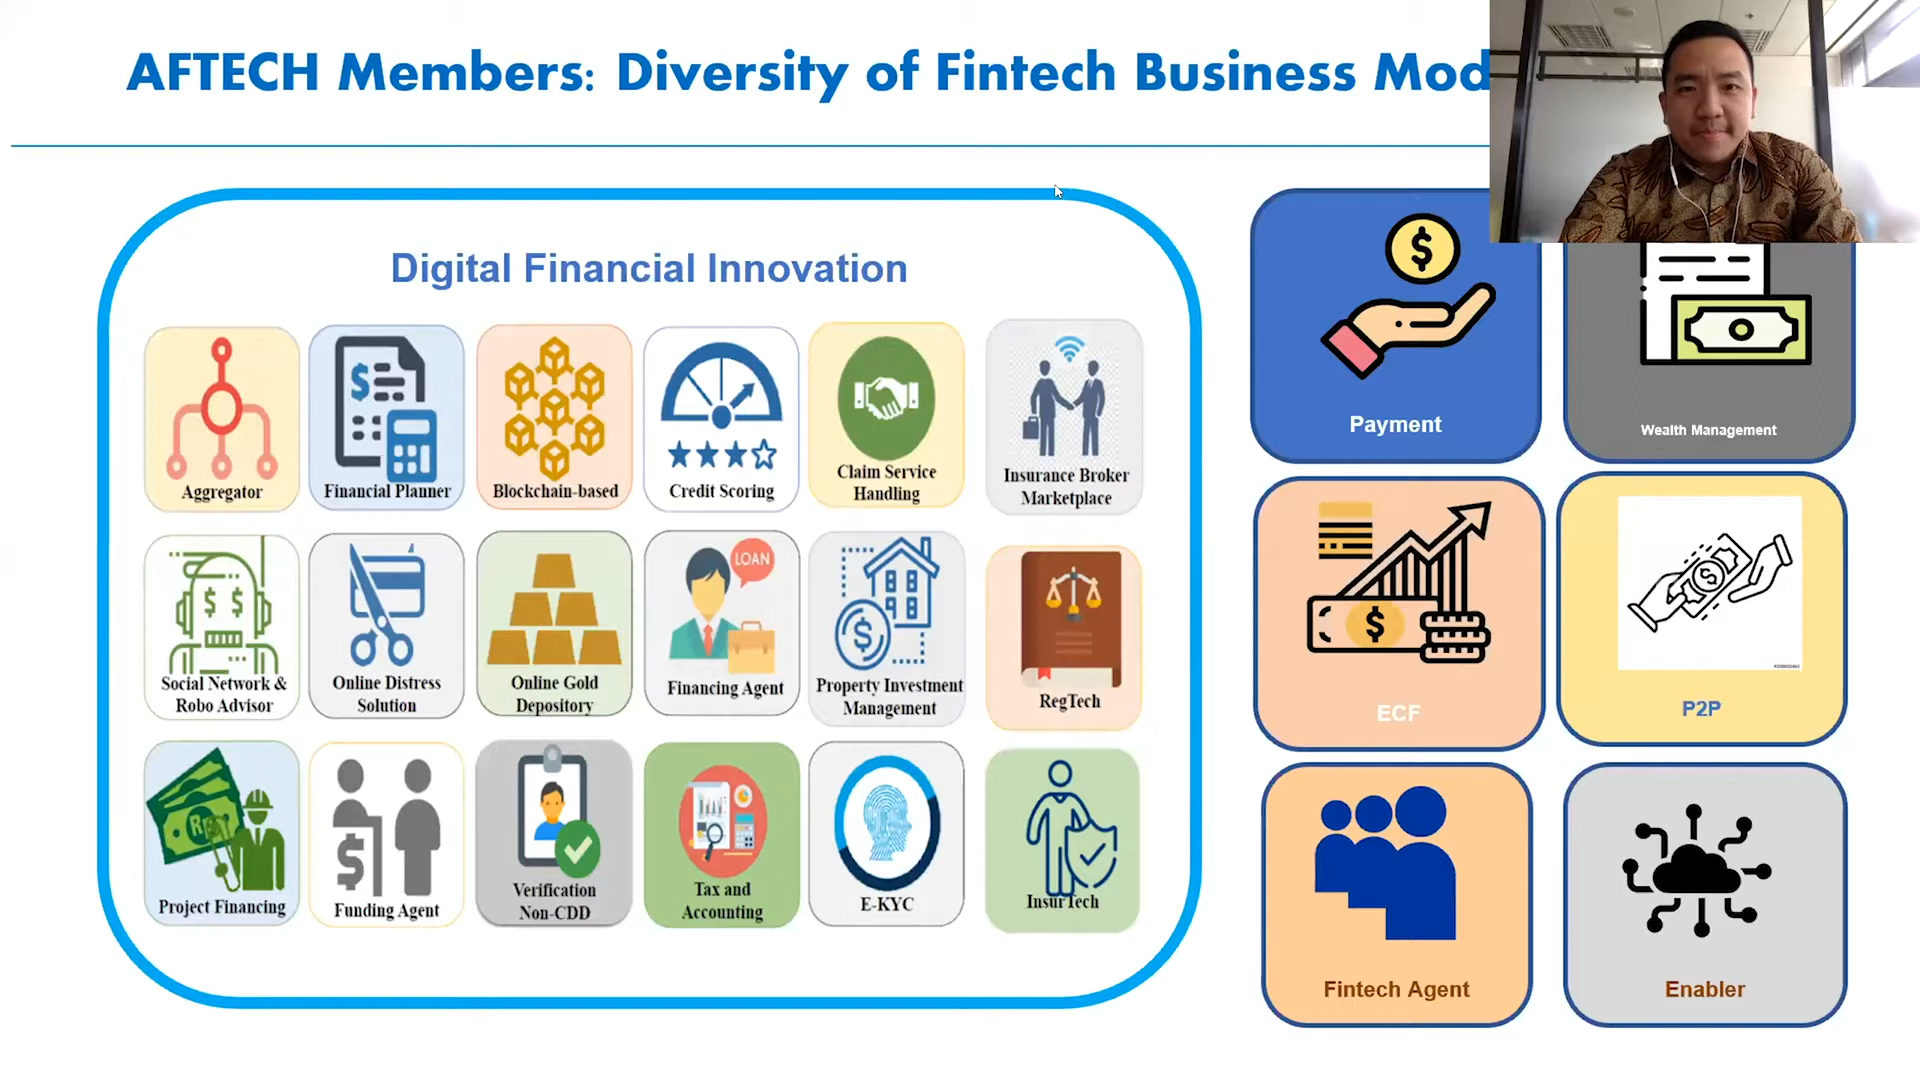 AFTECH Members: Diversity of Fintech Business Mod
Digital Financial Innovation
Aggregator
Financial Planner
Blockchain-based
Credit Scoring
Claim Service
Handling
Insurance Broker
Marketplace
LOAN
Social Network &
Robo Advisor
Online Distress
Solution
Online Gold
Depository
Financing Agent
Property Investment
Management
RegTech
Project Financing
Funding Agent
Verification
Non-CDD
Tax and
Accounting
E-KYC
InsurTech
Payment
Wealth Management
ECF
P2P
Fintech Agent
Enabler